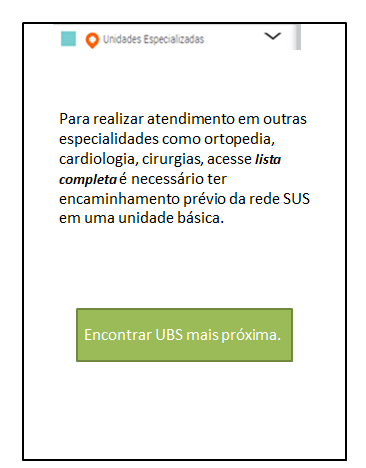 Unidades Especializadas
Para realizar atendimento em outras
especialidades como ortopedia,
cardiologia, cirurgias, acesse lista
completa é necessário ter
encaminhamento prévio da rede SUS
em uma unidade básica.
Encontrar UBS mais próxima.